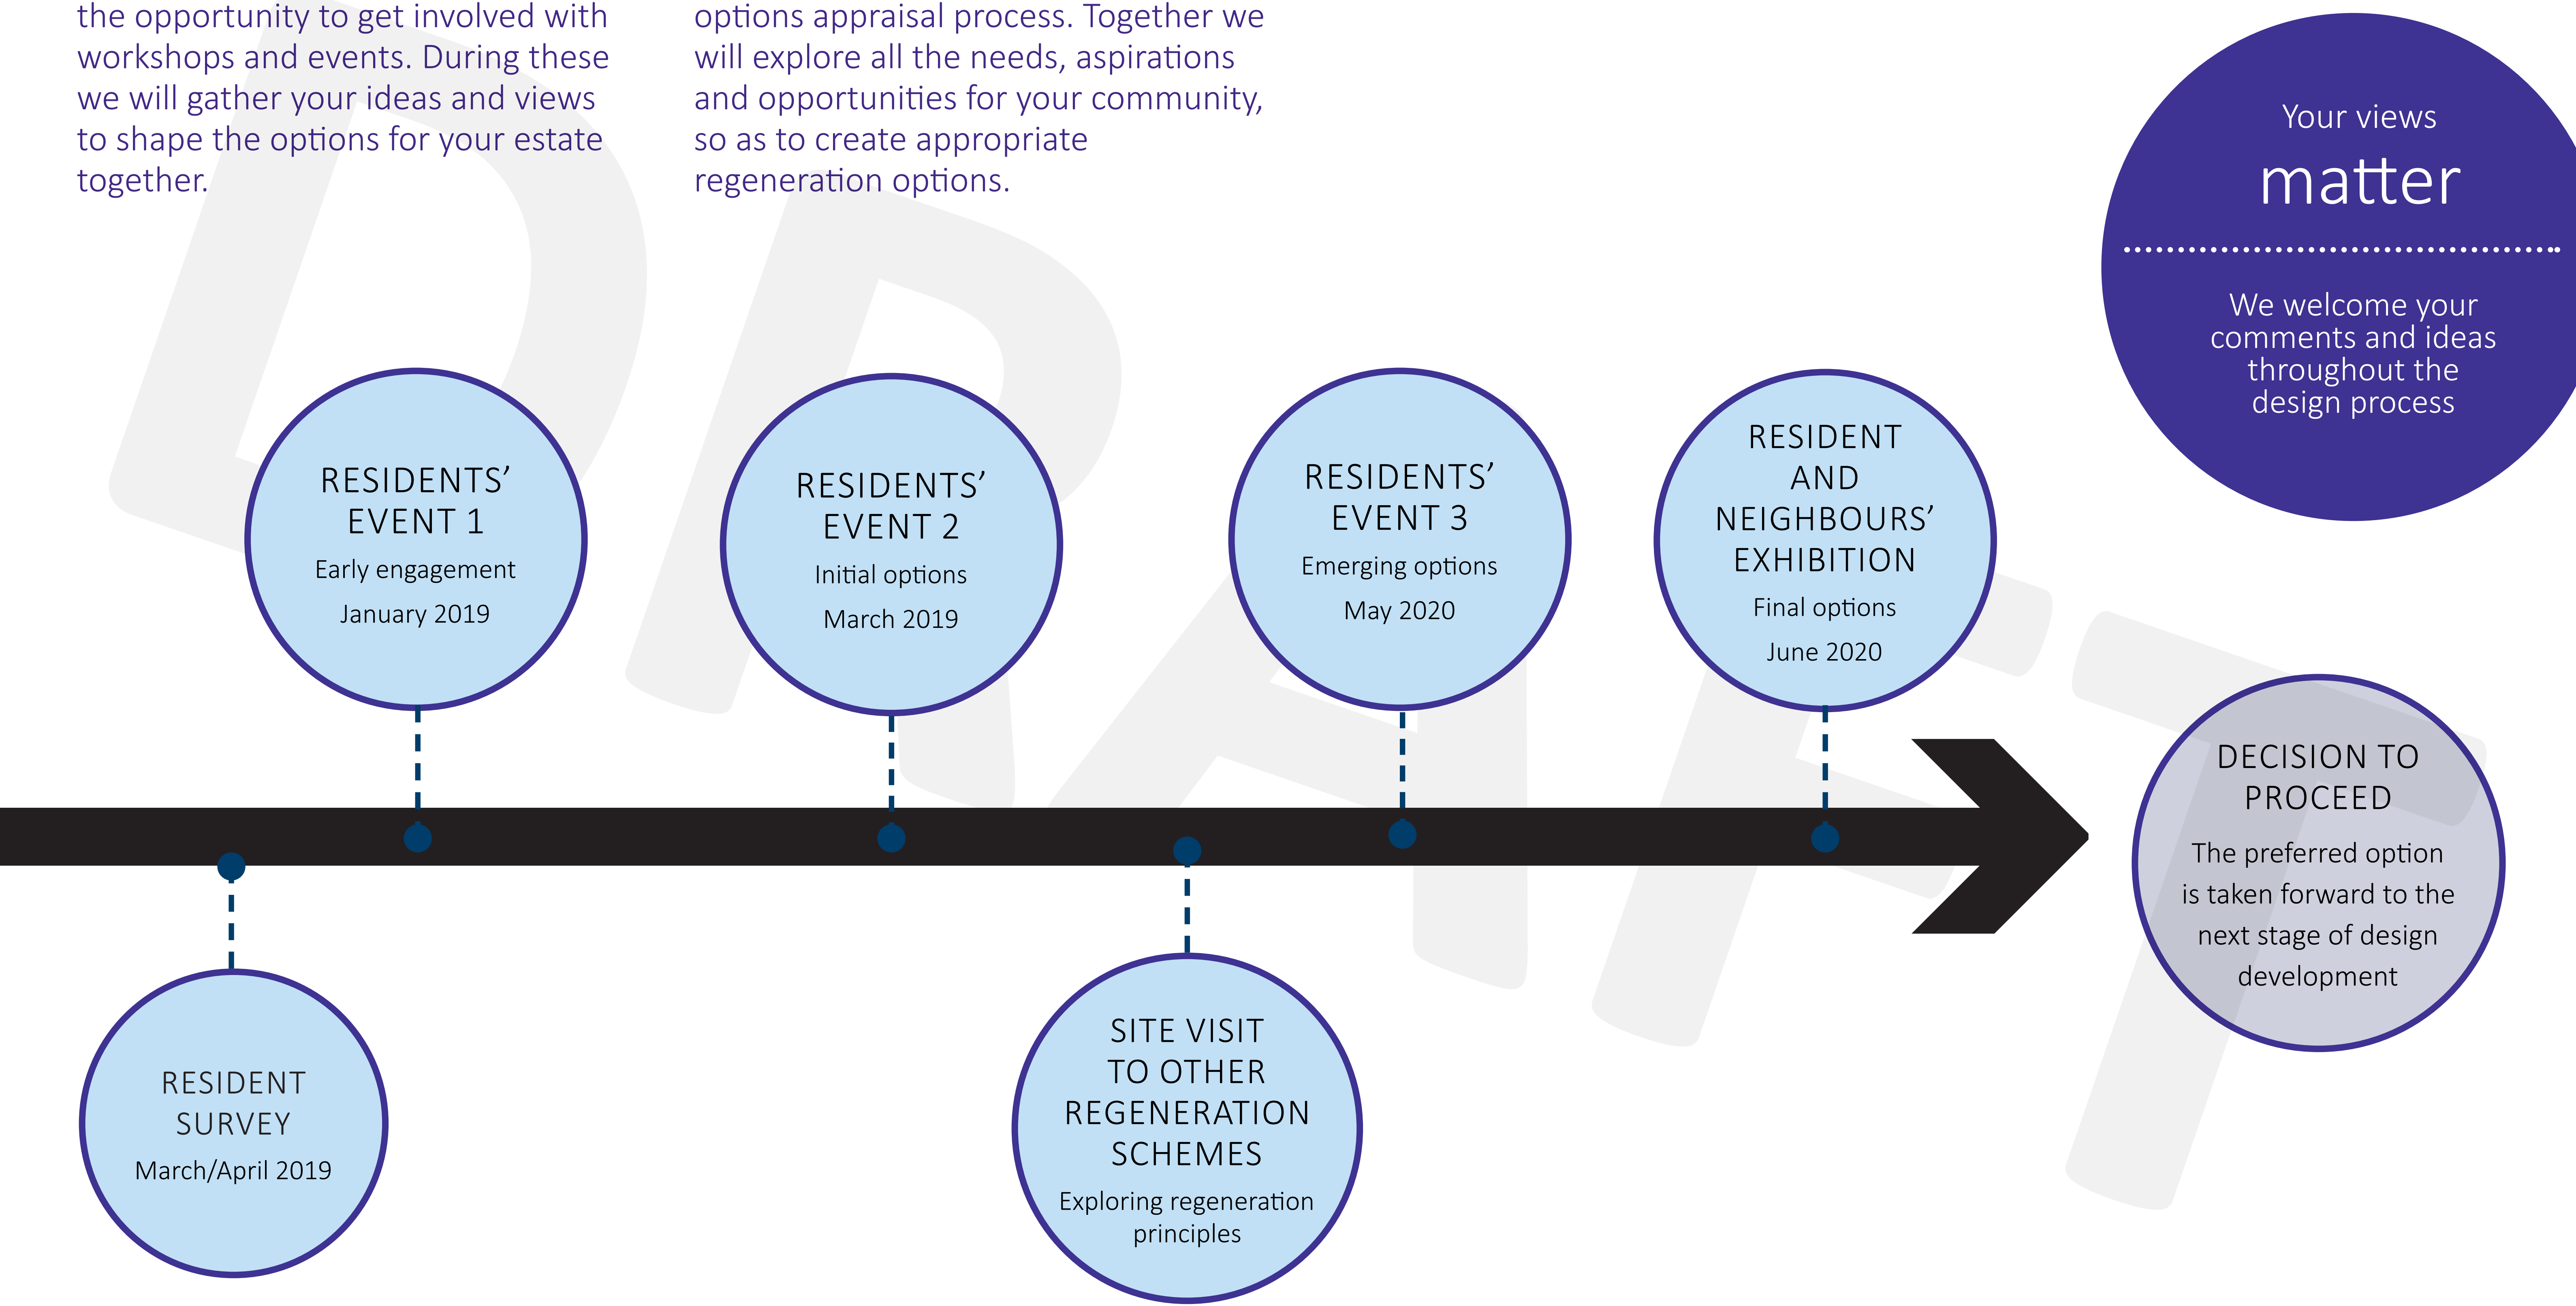 the opportunity to get involved with
workshops and events. During these
we will gather your ideas and views
to shape the options for your estate
together.
options appraisal process. Together we
will explore all the needs, aspirations
and opportunities for your community,
so as to create appropriate
regeneration options.
Your views
matter
We welcome your
comments and ideas
throughout the
design process
RESIDENTS’
EVENT 1
Early engagement
January 2019
RESIDENTS’
EVENT 2
Initial options
March 2019
RESIDENTS’
EVENT 3
Emerging options
May 2020
RESIDENT
AND
NEIGHBOURS’
EXHIBITION
Final options
June 2020
DECISION TO
PROCEED
The preferred option
is taken forward to the
next stage of design
development
RESIDENT
SURVEY
March/April 2019
SITE VISIT
TO OTHER
REGENERATION
SCHEMES
Exploring regeneration
principles
DRAFT